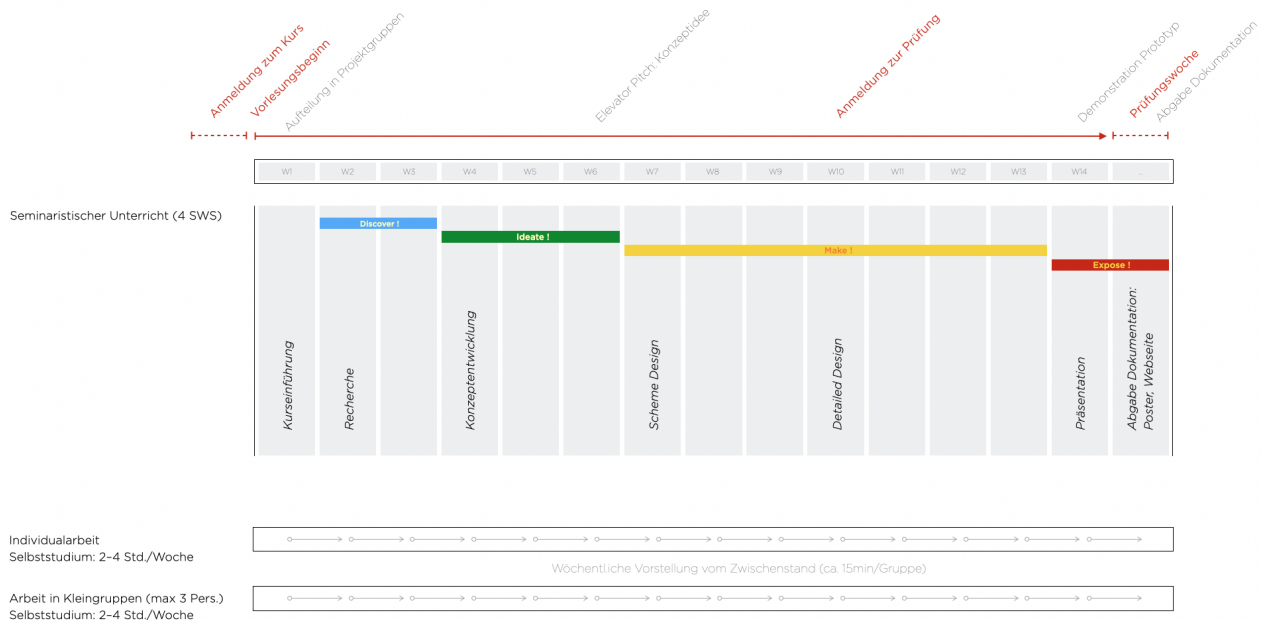 Anmeldung zum Kurs
Vorlesungsbeginn
Aufteilung in Projektgruppen
Elevator Pitch: Konzeptidee
Anmeldung zur Prüfung
Demonstration Prototyp
Prüfungswoche
Abgabe Dokumentation
W1 W2 W3 W4 W5 W6 W7 W8 W9 W10 W11 W12 W13 W14 ...
Seminaristischer Unterricht (4 SWS)
Discover !
Ideate !
Make !
Expose !
Kurseinführung
Recherche
Konzeptentwicklung
Scheme Design
Detailed Design
Präsentation
Abgabe Dokumentation:
Poster, Webseite
Individualarbeit
Selbststudium: 2–4 Std./Woche
Wöchentliche Vorstellung vom Zwischenstand (ca. 15min/Gruppe)
Arbeit in Kleingruppen (max 3 Pers.)
Selbststudium: 2–4 Std./Woche